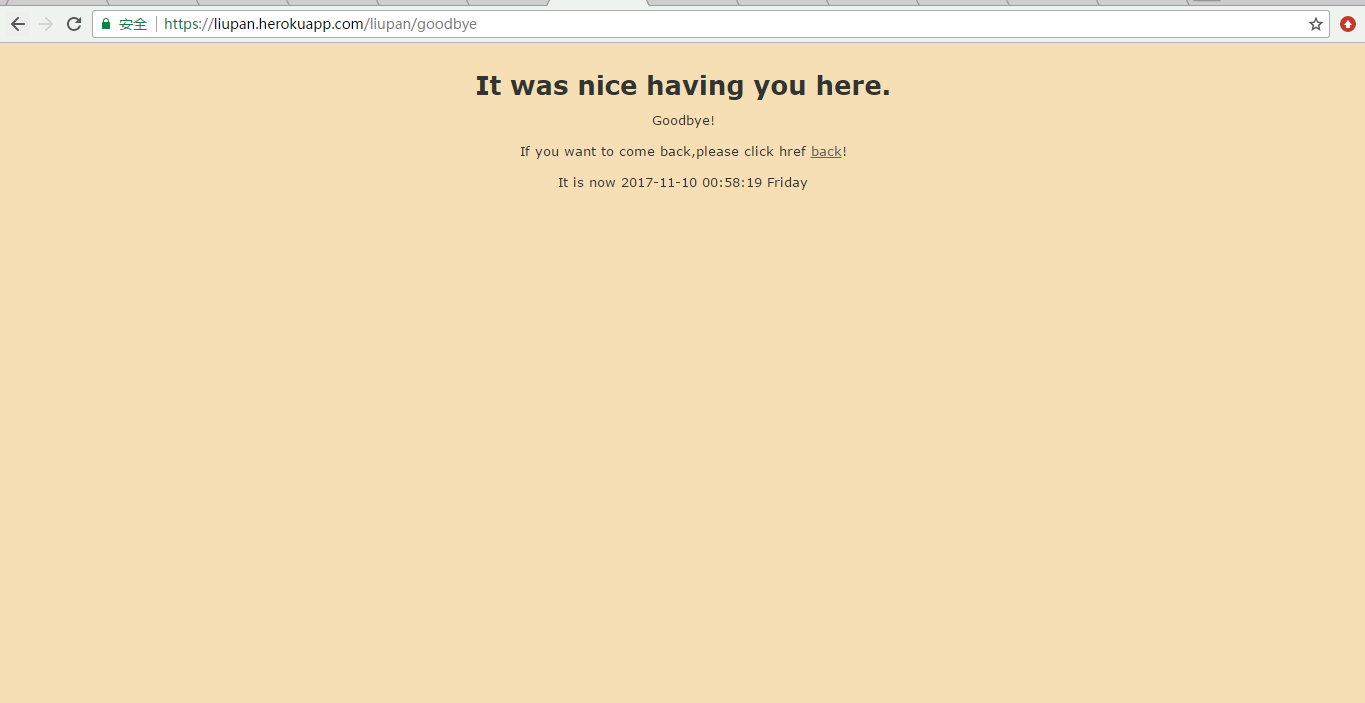 安全 https://liupan.herokuapp.com/liupan/goodbye
It was nice having you here.
Goodbye!
If you want to come back,please click href back!
It is now 2017-11-10 00:58:19 Friday